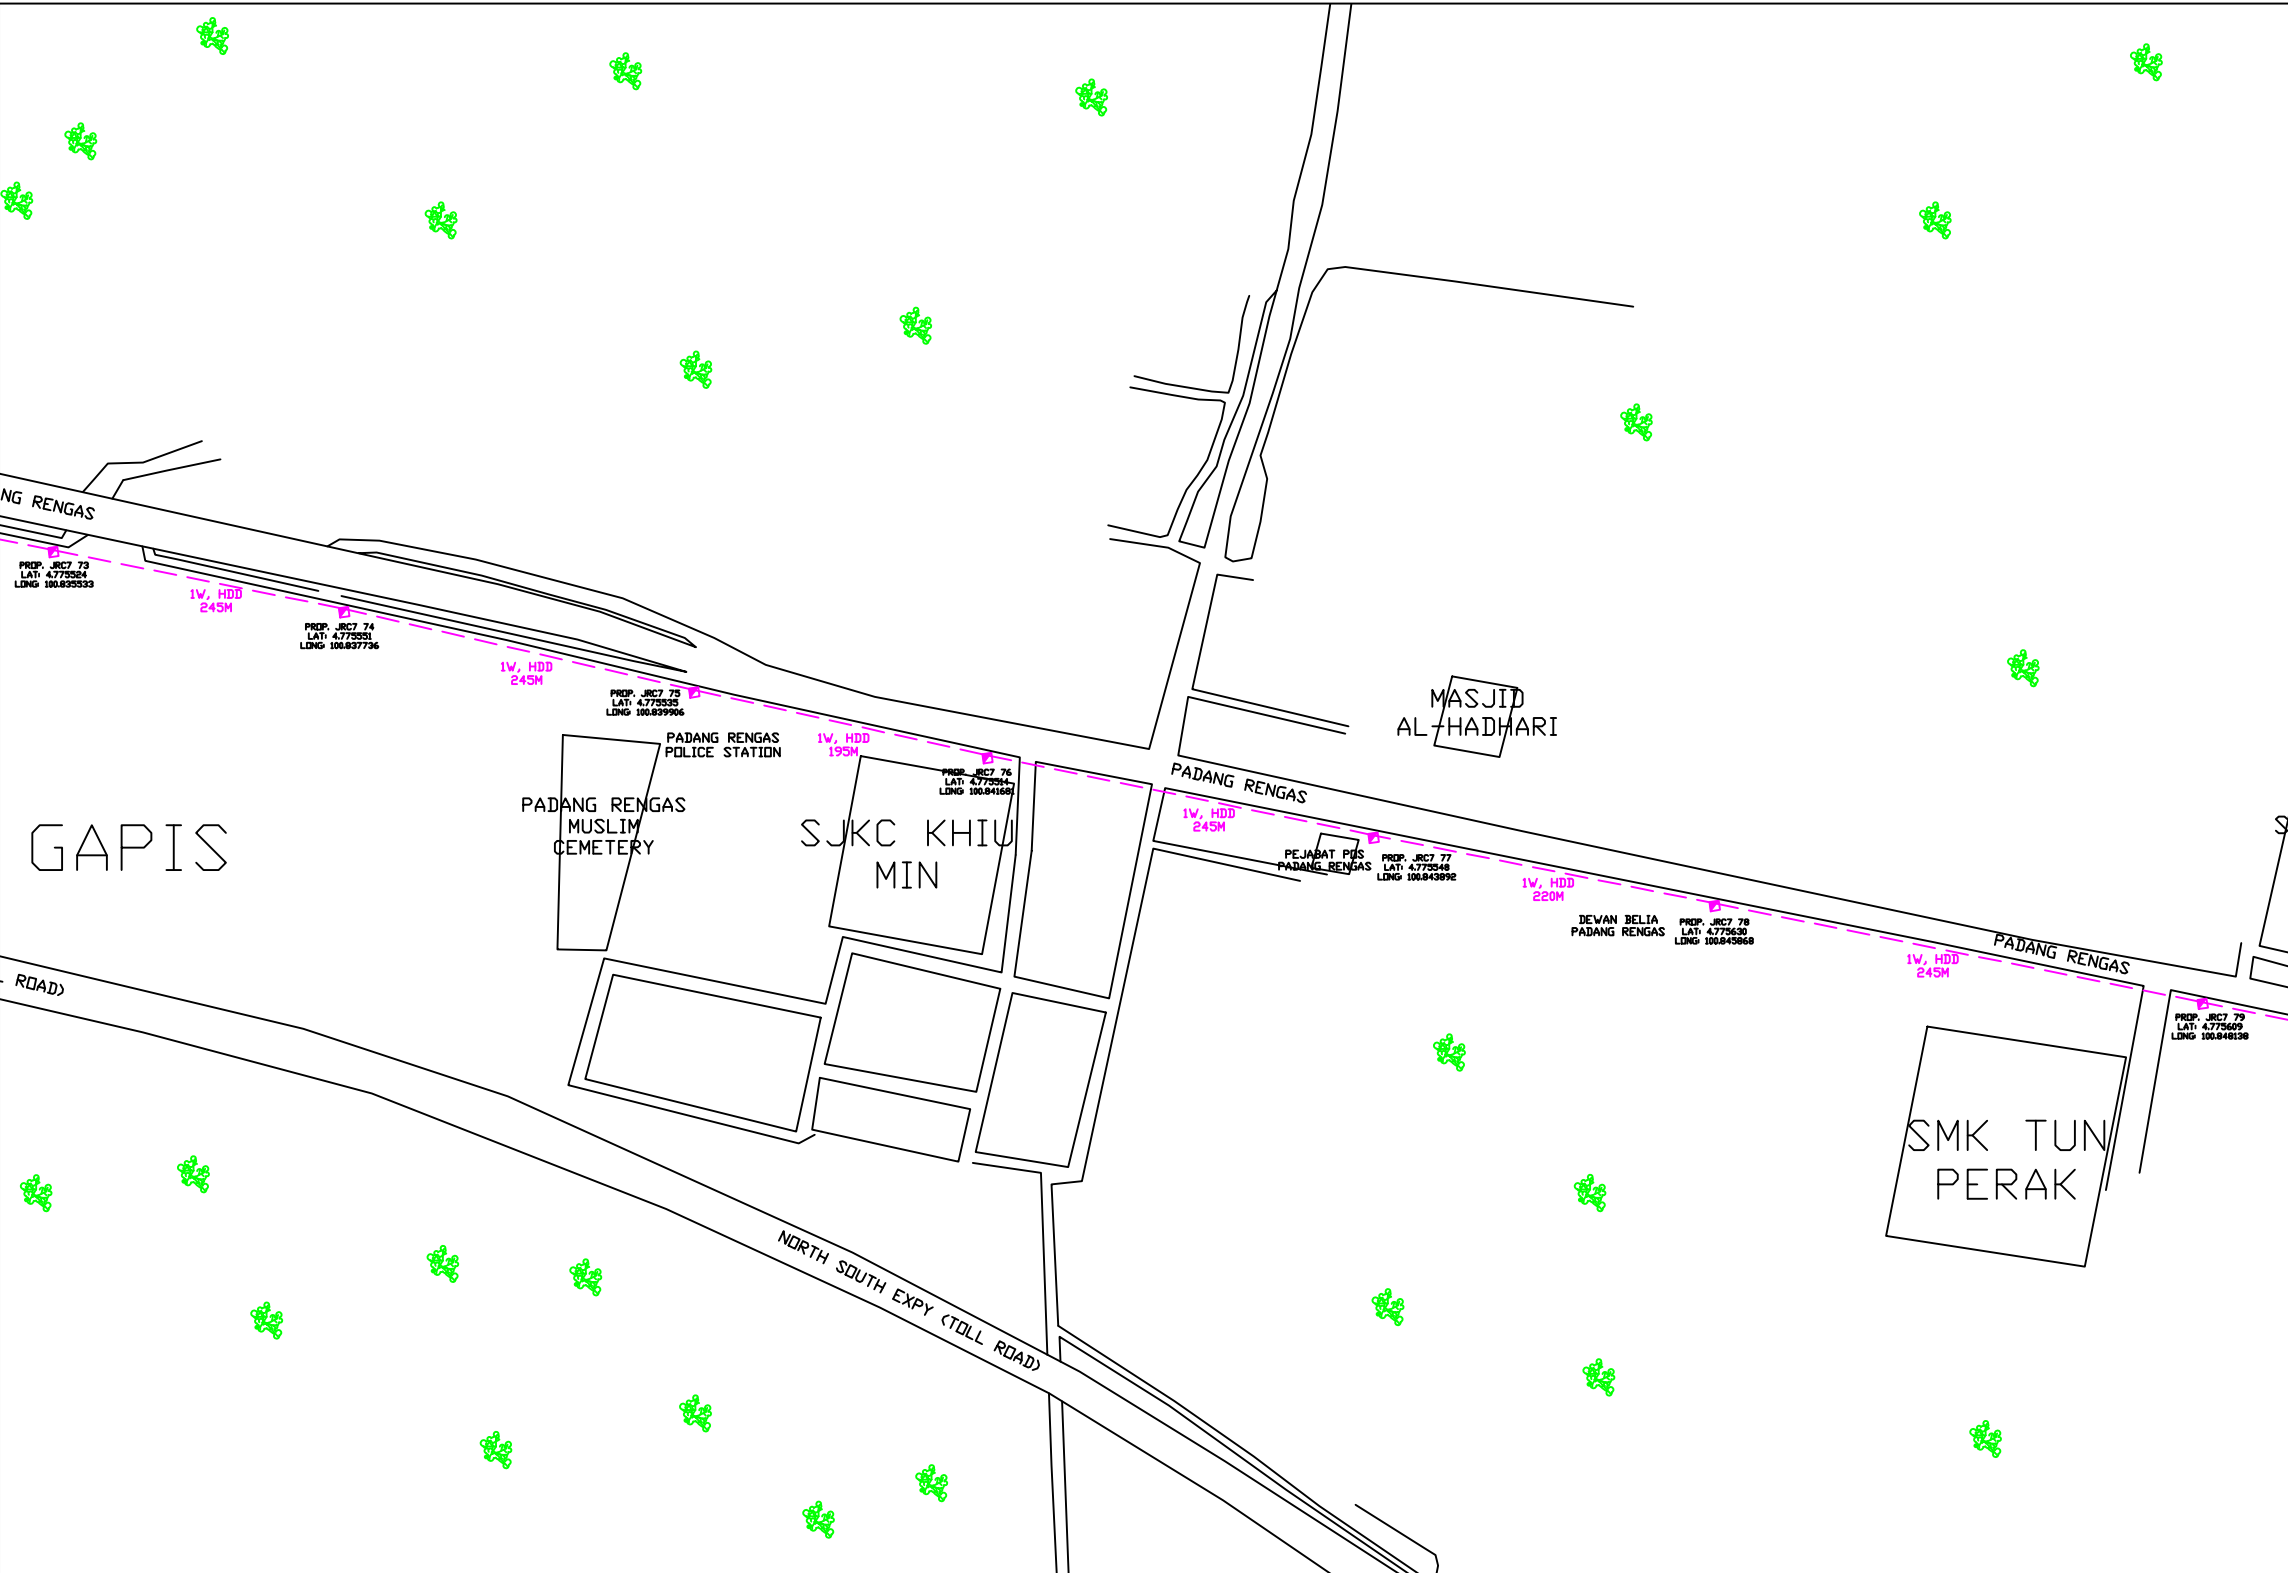 NG RENGAS
PROP. JRC7 73
LAT: 4.775524
LONG: 100.835533
1W, HDD
245M
PROP. JRC7 74
LAT: 4.775551
LONG: 100.837736
1W, HDD
245M
PROP. JRC7 75
LAT: 4.775535
LONG: 100.839906
PADANG RENGAS
POLICE STATION
1W, HDD
195M
PROP. JRC7 76
LAT: 4.775514
LONG: 100.841681
MASJID
AL-HADHARI
PADANG RENGAS
1W, HDD
245M
PADANG RENGAS
MUSLIM
CEMETERY
SJKC KHIU
MIN
GAPIS
PEJABAT POS
PADANG RENGAS
PROP. JRC7 77
LAT: 4.775548
LONG: 100.843892
1W, HDD
220M
DEWAN BELIA
PADANG RENGAS
PROP. JRC7 78
LAT: 4.775630
LONG: 100.845868
PADANG RENGAS
1W, HDD
245M
PROP. JRC7 79
LAT: 4.775609
LONG: 100.848138
S
ROAD)
SMK TUN
PERAK
NORTH SOUTH EXPY (TOLL ROAD)